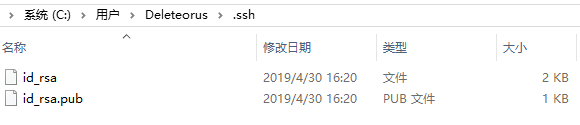 系统 (C:) > 用户 > Deleteorus > .ssh
名称 修改日期 类型 大小
id_rsa 2019/4/30 16:20 文件 2 KB
id_rsa.pub 2019/4/30 16:20 PUB 文件 1 KB